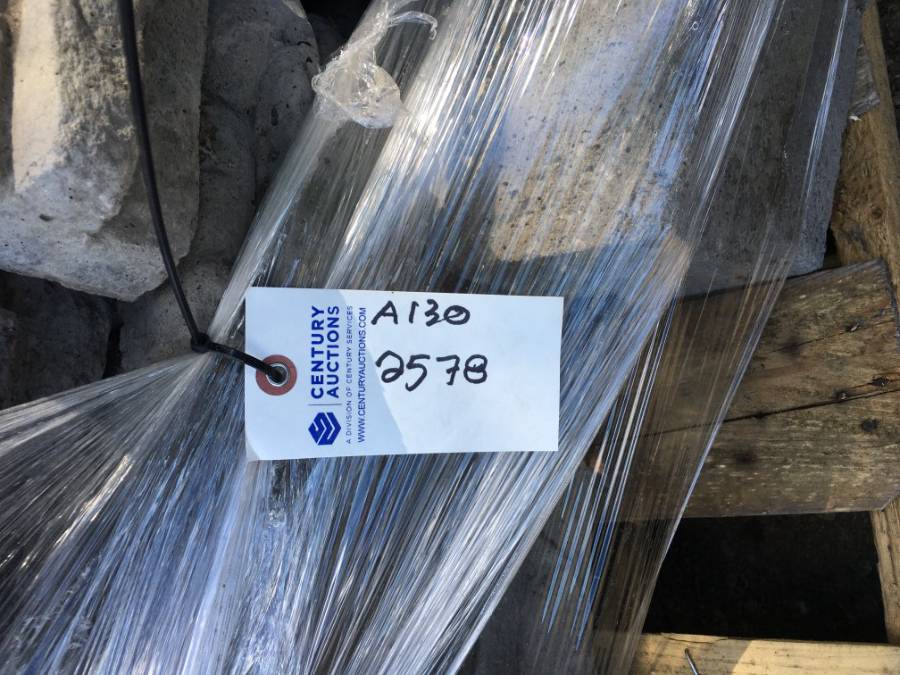 CENTURY
AUCTIONS
A DIVISION OF CENTURY SERVICES
WWW.CENTURYAUCTIONS.COM
A130
2578